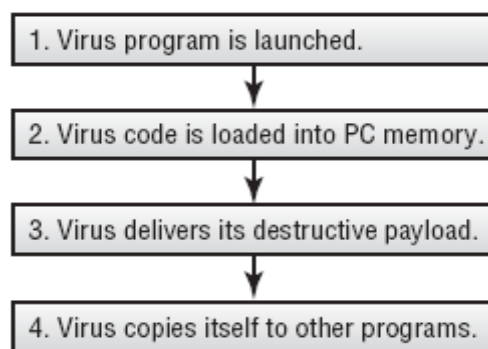 1. Virus program is launched.
2. Virus code is loaded into PC memory.
3. Virus delivers its destructive payload.
4. Virus copies itself to other programs.